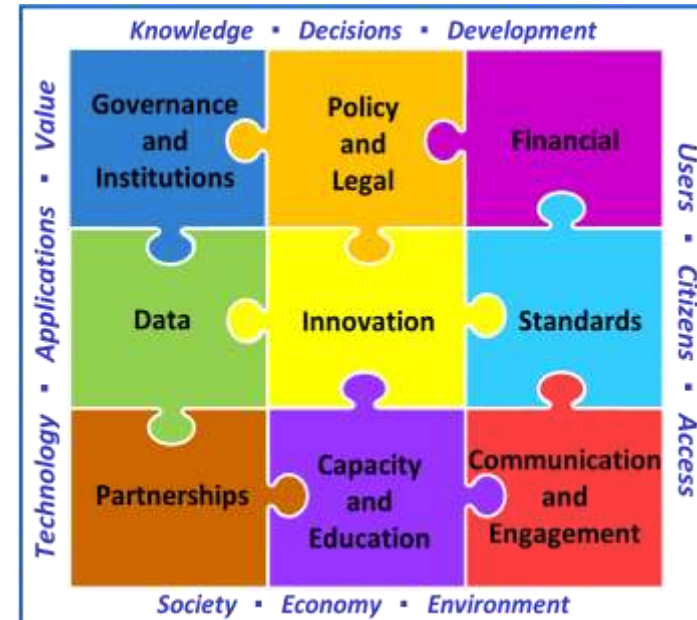 Knowledge ▪ Decisions ▪ Development
Technology ▪ Applications ▪ Value
Governance
and
Institutions
Policy
and
Legal
Financial
Data
Innovation
Standards
Partnerships
Capacity
and
Education
Communication
and
Engagement
Users ▪ Citizens ▪ Access
Society ▪ Economy ▪ Environment